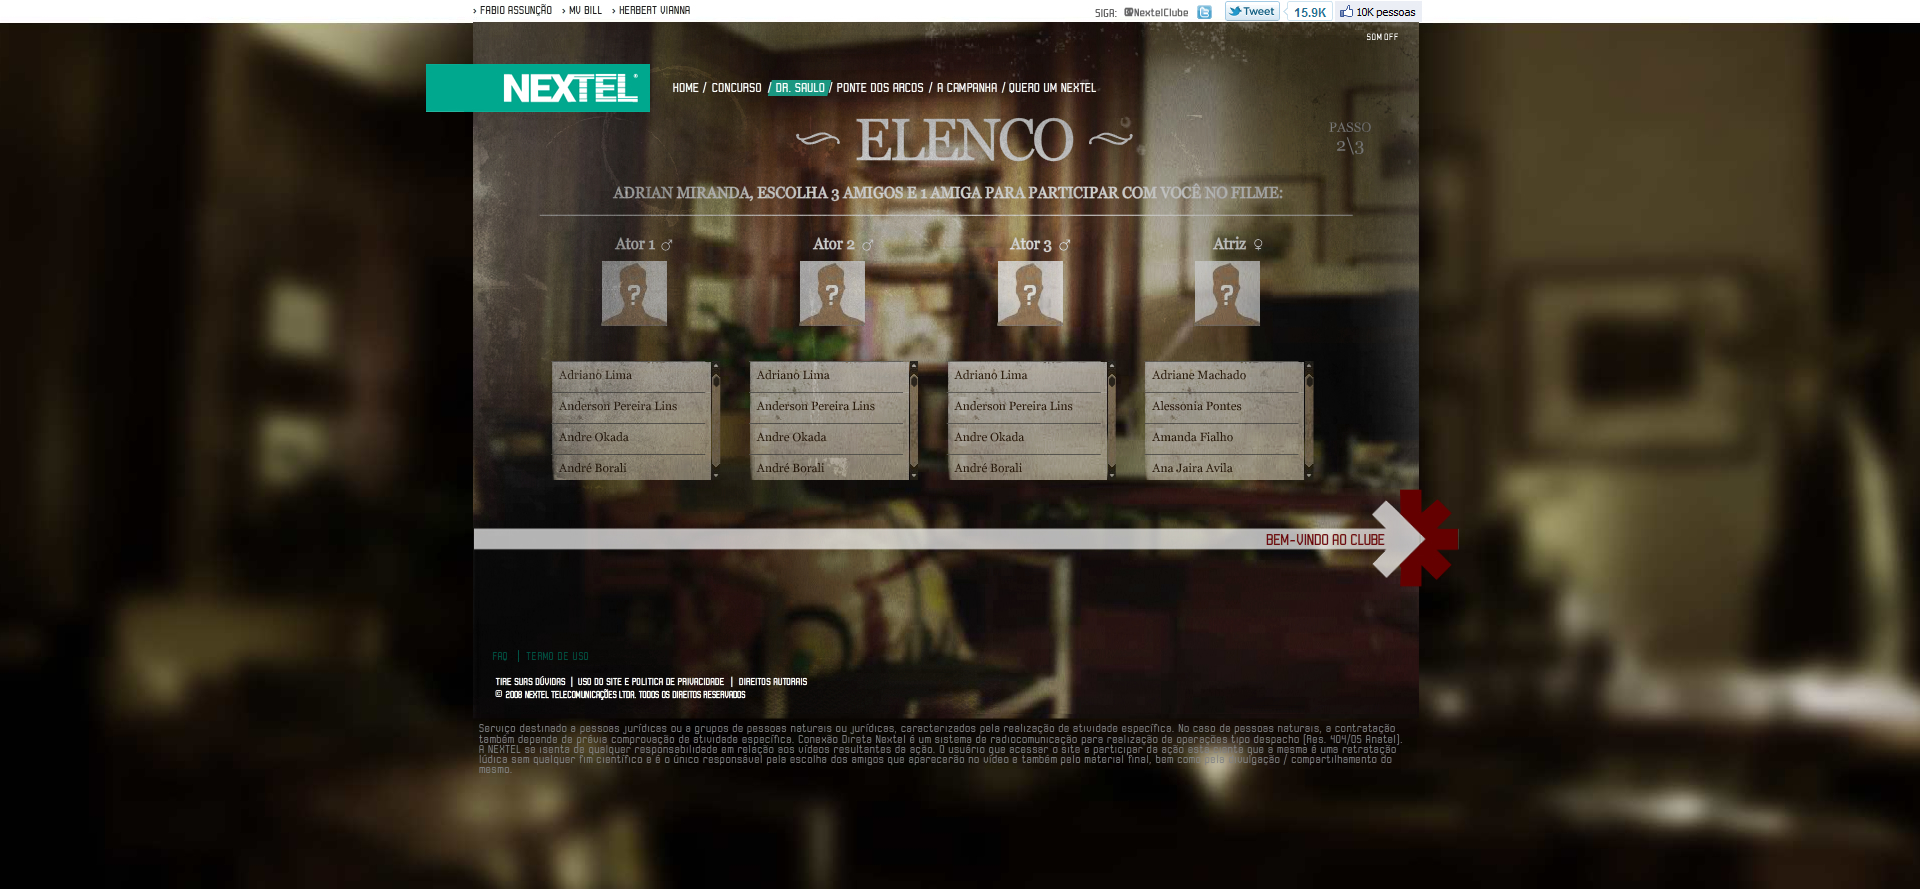 › FABIO ASSUNÇÃO › MV BILL › HERBERT VIANNA
SIGA: @NextelClube Tweet 15.9K 10K pessoas
SOM OFF
NEXTEL
HOME / CONCURSO / DR. SAULO / PONTE DOS ARCOS / A CAMPANHA / QUERO UM NEXTEL
ELENCO
PASSO
2\3
ADRIAN MIRANDA, ESCOLHA 3 AMIGOS E 1 AMIGA PARA PARTICIPAR COM VOCÊ NO FILME:
Ator 1 ♂ Ator 2 ♂ Ator 3 ♂ Atriz ♀
? ? ? ?
Adriano Lima Adriano Lima Adriano Lima Adriane Machado
Anderson Pereira Lins Anderson Pereira Lins Anderson Pereira Lins Alessonia Pontes
Andre Okada Andre Okada Andre Okada Amanda Fialho
André Borali André Borali André Borali Ana Jaira Avila
BEM-VINDO AO CLUBE
FAQ | TERMO DE USO
TIRE SUAS DÚVIDAS | USO DO SITE E POLITICA DE PRIVACIDADE | DIREITOS AUTORAIS
© 2008 NEXTEL TELECOMUNICAÇÕES LTDA. TODOS OS DIREITOS RESERVADOS
Serviço destinado a pessoas jurídicas ou a grupos de pessoas naturais ou jurídicas, caracterizados pela realização de atividade específica. No caso de pessoas naturais, a contratação
também depende de prévia comprovação de atividade específica. Conexão Direta Nextel é um sistema de radiocomunicação para realização de operações tipo despacho (Res. 404/05 Anatel).
A NEXTEL se isenta de qualquer responsabilidade em relação aos vídeos resultantes da ação. O usuário que acessar o site e participar da ação está ciente que a mesma é uma retratação
lúdica sem qualquer fim científico e é o único responsável pela escolha dos amigos que aparecerão no vídeo e também pelo material final, bem como pela divulgação / compartilhamento do
mesmo.